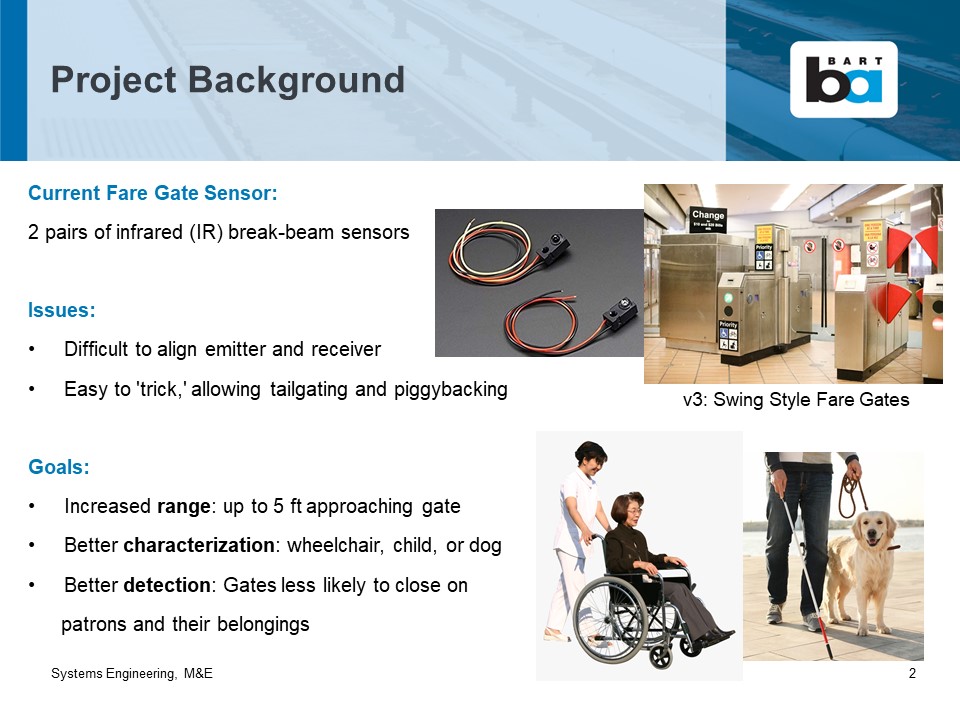 Project Background
BART
ba
Current Fare Gate Sensor:
2 pairs of infrared (IR) break-beam sensors
Issues:
• Difficult to align emitter and receiver
• Easy to 'trick,' allowing tailgating and piggybacking
Change
Priority
Priority
v3: Swing Style Fare Gates
Goals:
• Increased range: up to 5 ft approaching gate
• Better characterization: wheelchair, child, or dog
• Better detection: Gates less likely to close on
patrons and their belongings
Systems Engineering, M&E
2